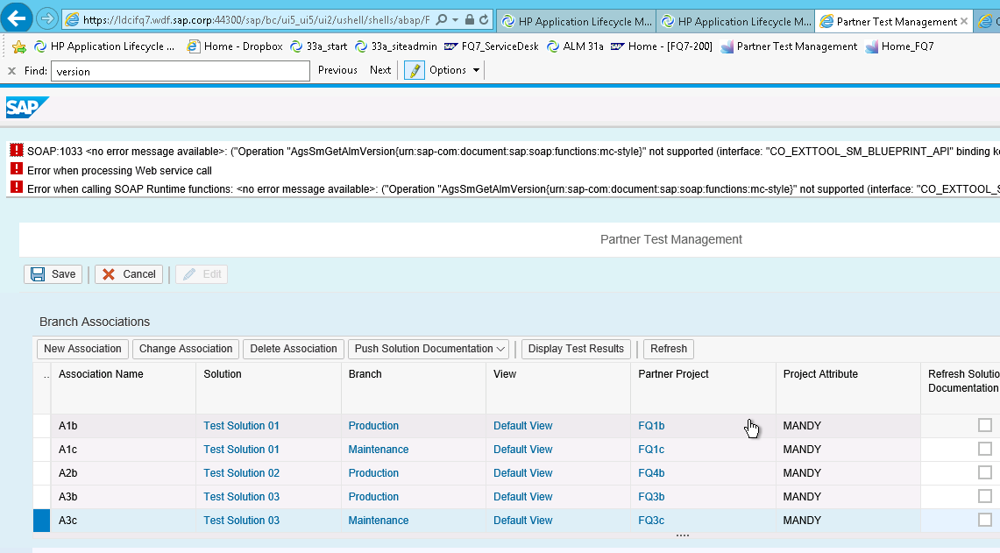 https://ldcifq7.wdf.sap.corp:44300/sap/bc/ui5_ui5/ui2/ushell/shells/abap/F
HP Application Lifecycle M...
HP Application Lifecycle M...
Partner Test Management
HP Application Lifecycle ...
Home - Dropbox
33a_start
33a_siteadmin
FQ7_ServiceDesk
ALM 31a
Home - [FQ7-200]
Partner Test Management
Home_FQ7
Find: version Previous Next Options
SAP
SOAP:1033 <no error message available>: ("Operation "AgsSmGetAlmVersion{urn:sap-com:document:sap:soap:functions:mc-style}" not supported (interface: "CO_EXTTOOL_SM_BLUEPRINT_API" binding k
Error when processing Web service call
Error when calling SOAP Runtime functions: <no error message available>: ("Operation "AgsSmGetAlmVersion{urn:sap-com:document:sap:soap:functions:mc-style}" not supported (interface: "CO_EXTTOOL_S
Partner Test Management
Save Cancel Edit
Branch Associations
New Association Change Association Delete Association Push Solution Documentation Display Test Results Refresh
.. Association Name Solution Branch View Partner Project Project Attribute Refresh Solutio
Documentation
A1b Test Solution 01 Production Default View FQ1b MANDY
A1c Test Solution 01 Maintenance Default View FQ1c MANDY
A2b Test Solution 02 Production Default View FQ4b MANDY
A3b Test Solution 03 Production Default View FQ3b MANDY
A3c Test Solution 03 Maintenance Default View FQ3c MANDY